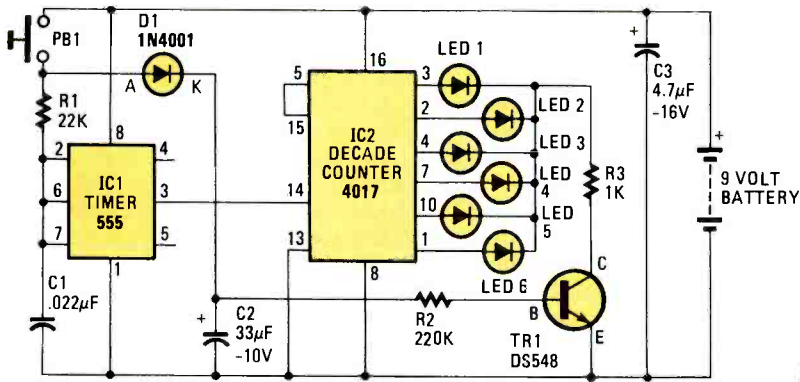 PB1
D1
1N4001
A
K
R1
22K
8
2
4
6
3
7
5
1
IC1
TIMER
555
C1
.022µF
+
C2
33µF
-10V
5
15
14
13
16
8
IC2
DECADE
COUNTER
4017
3
2
4
7
10
1
LED 1
LED 2
LED 3
LED
4
LED
5
LED 6
R2
220K
R3
1K
B
C
E
TR1
DS548
+
C3
4.7µF
-16V
+
9 VOLT
BATTERY